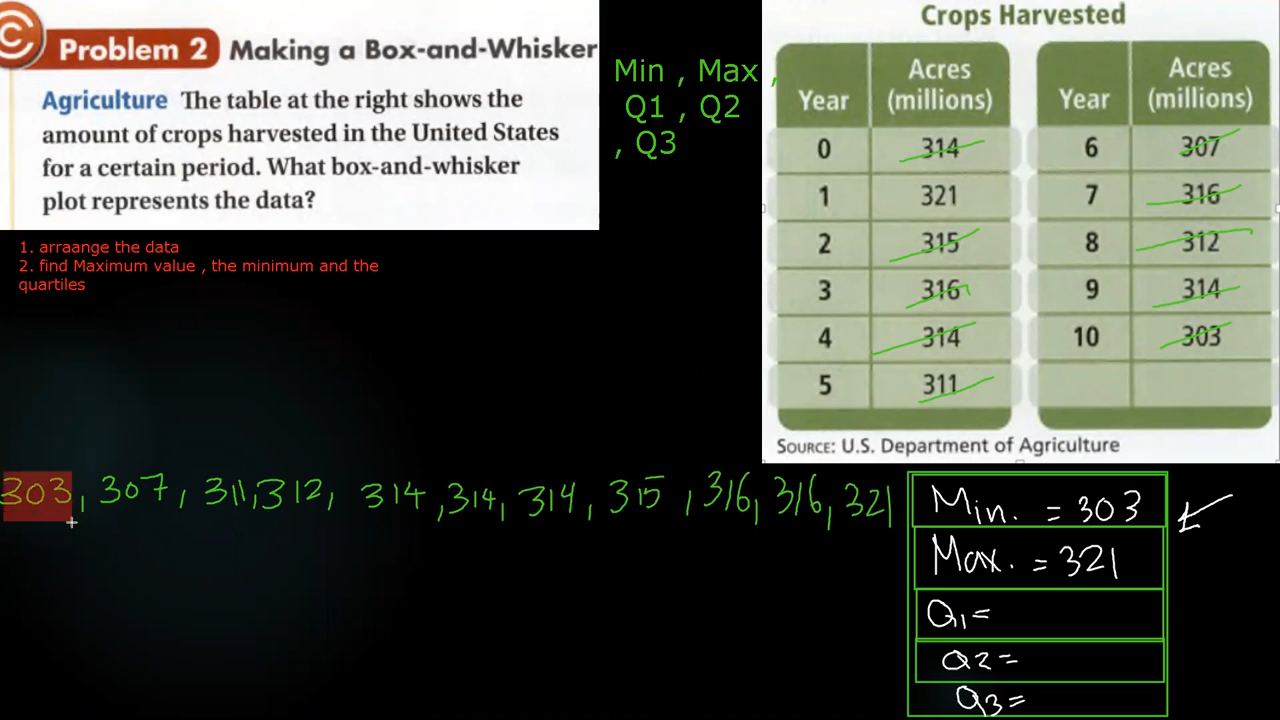 C
Problem 2 Making a Box-and-Whisker
Agriculture The table at the right shows the
amount of crops harvested in the United States
for a certain period. What box-and-whisker
plot represents the data?
1. arraange the data
2. find Maximum value , the minimum and the
quartiles
Min , Max ,
Q1 , Q2
, Q3
Crops Harvested
Year Acres (millions) Year Acres (millions)
0 314 6 307
1 321 7 316
2 315 8 312
3 316 9 314
4 314 10 303
5 311
SOURCE: U.S. Department of Agriculture
303, 307, 311, 312, 314, 314, 314, 315, 316, 316, 321
Min. = 303
Max. = 321
Q1=
Q2=
Q3=